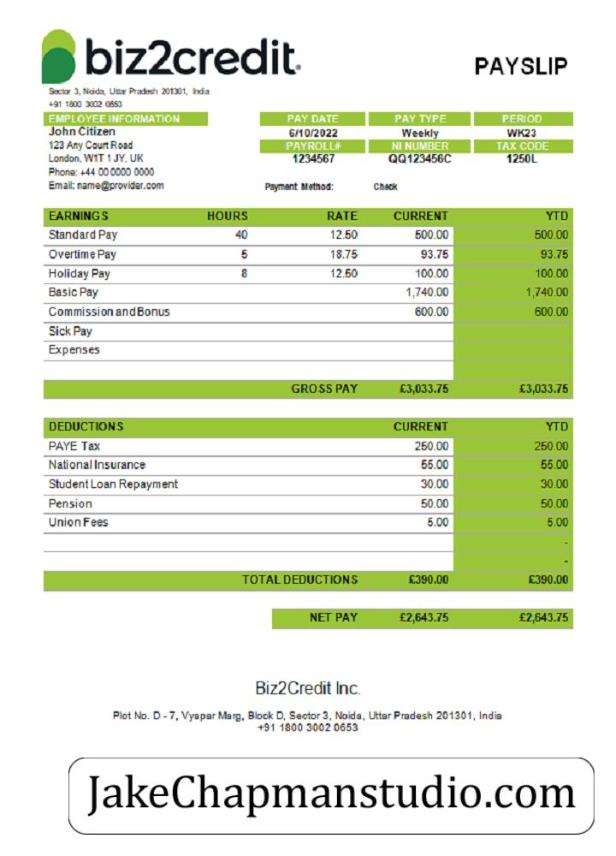 biz2credit.
PAYSLIP
Sector 3, Noida, Uttar Pradesh 201301, India
+91 1800 3002 0653
EMPLOYEE INFORMATION PAY DATE PAY TYPE PERIOD
John Citizen 6/10/2022 Weekly WK23
123 Any Court Road PAYROLL# NI NUMBER TAX CODE
London, W1T 1JY, UK 1234567 QQ123456C 1250L
Phone: +44 00 0000 0000
Email: name@provider.com Payment Method: Check
EARNINGS HOURS RATE CURRENT YTD
Standard Pay 40 12.50 500.00 500.00
Overtime Pay 5 18.75 93.75 93.75
Holiday Pay 8 12.50 100.00 100.00
Basic Pay 1,740.00 1,740.00
Commission and Bonus 600.00 600.00
Sick Pay
Expenses
GROSS PAY £3,033.75 £3,033.75
DEDUCTIONS CURRENT YTD
PAYE Tax 250.00 250.00
National Insurance 55.00 55.00
Student Loan Repayment 30.00 30.00
Pension 50.00 50.00
Union Fees 5.00 5.00
-
-
TOTAL DEDUCTIONS £390.00 £390.00
NET PAY £2,643.75 £2,643.75
Biz2Credit Inc.
Plot No. D - 7, Vyapar Marg, Block D, Sector 3, Noida, Uttar Pradesh 201301, India
+91 1800 3002 0653
JakeChapmanstudio.com